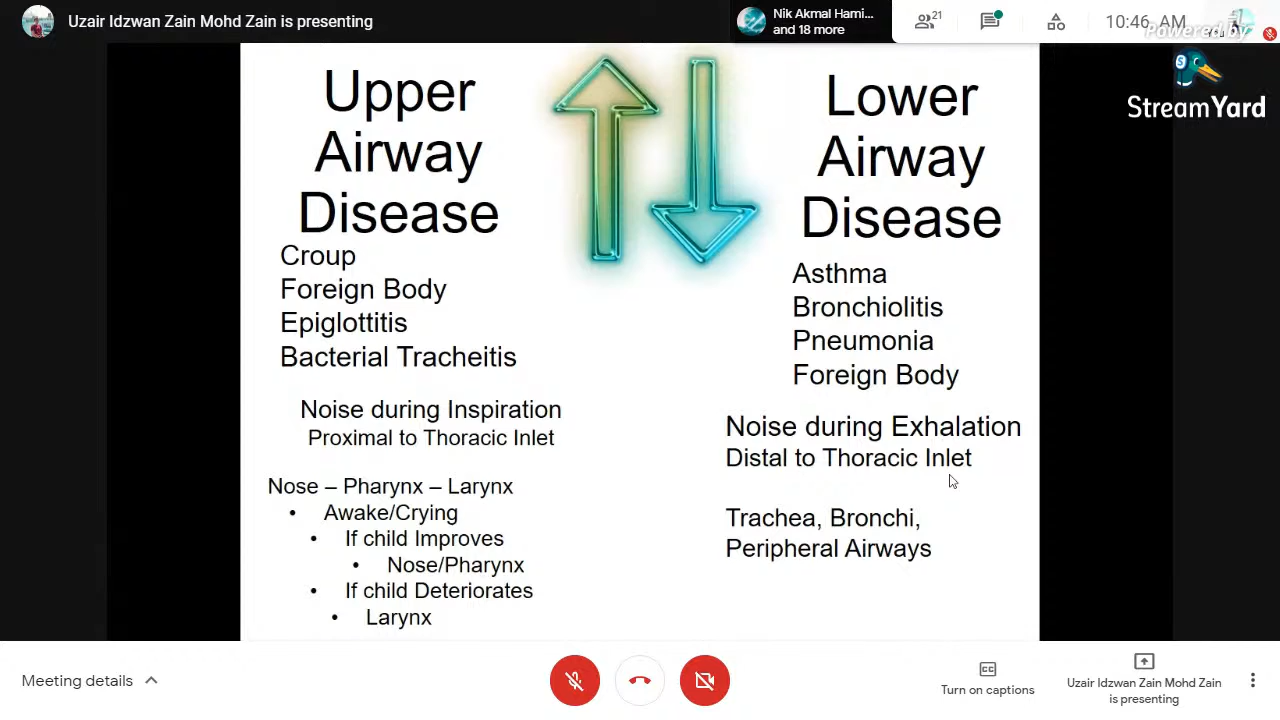 Uzair Idzwan Zain Mohd Zain is presenting
Nik Akmal Hami...
and 18 more
21
10:46 AM
Powered by
StreamYard
Upper
Airway
Disease
Croup
Foreign Body
Epiglottitis
Bacterial Tracheitis
Noise during Inspiration
Proximal to Thoracic Inlet
Nose – Pharynx – Larynx
• Awake/Crying
• If child Improves
• Nose/Pharynx
• If child Deteriorates
• Larynx
Lower
Airway
Disease
Asthma
Bronchiolitis
Pneumonia
Foreign Body
Noise during Exhalation
Distal to Thoracic Inlet
Trachea, Bronchi,
Peripheral Airways
Meeting details
CC
Turn on captions
Uzair Idzwan Zain Mohd Zain
is presenting